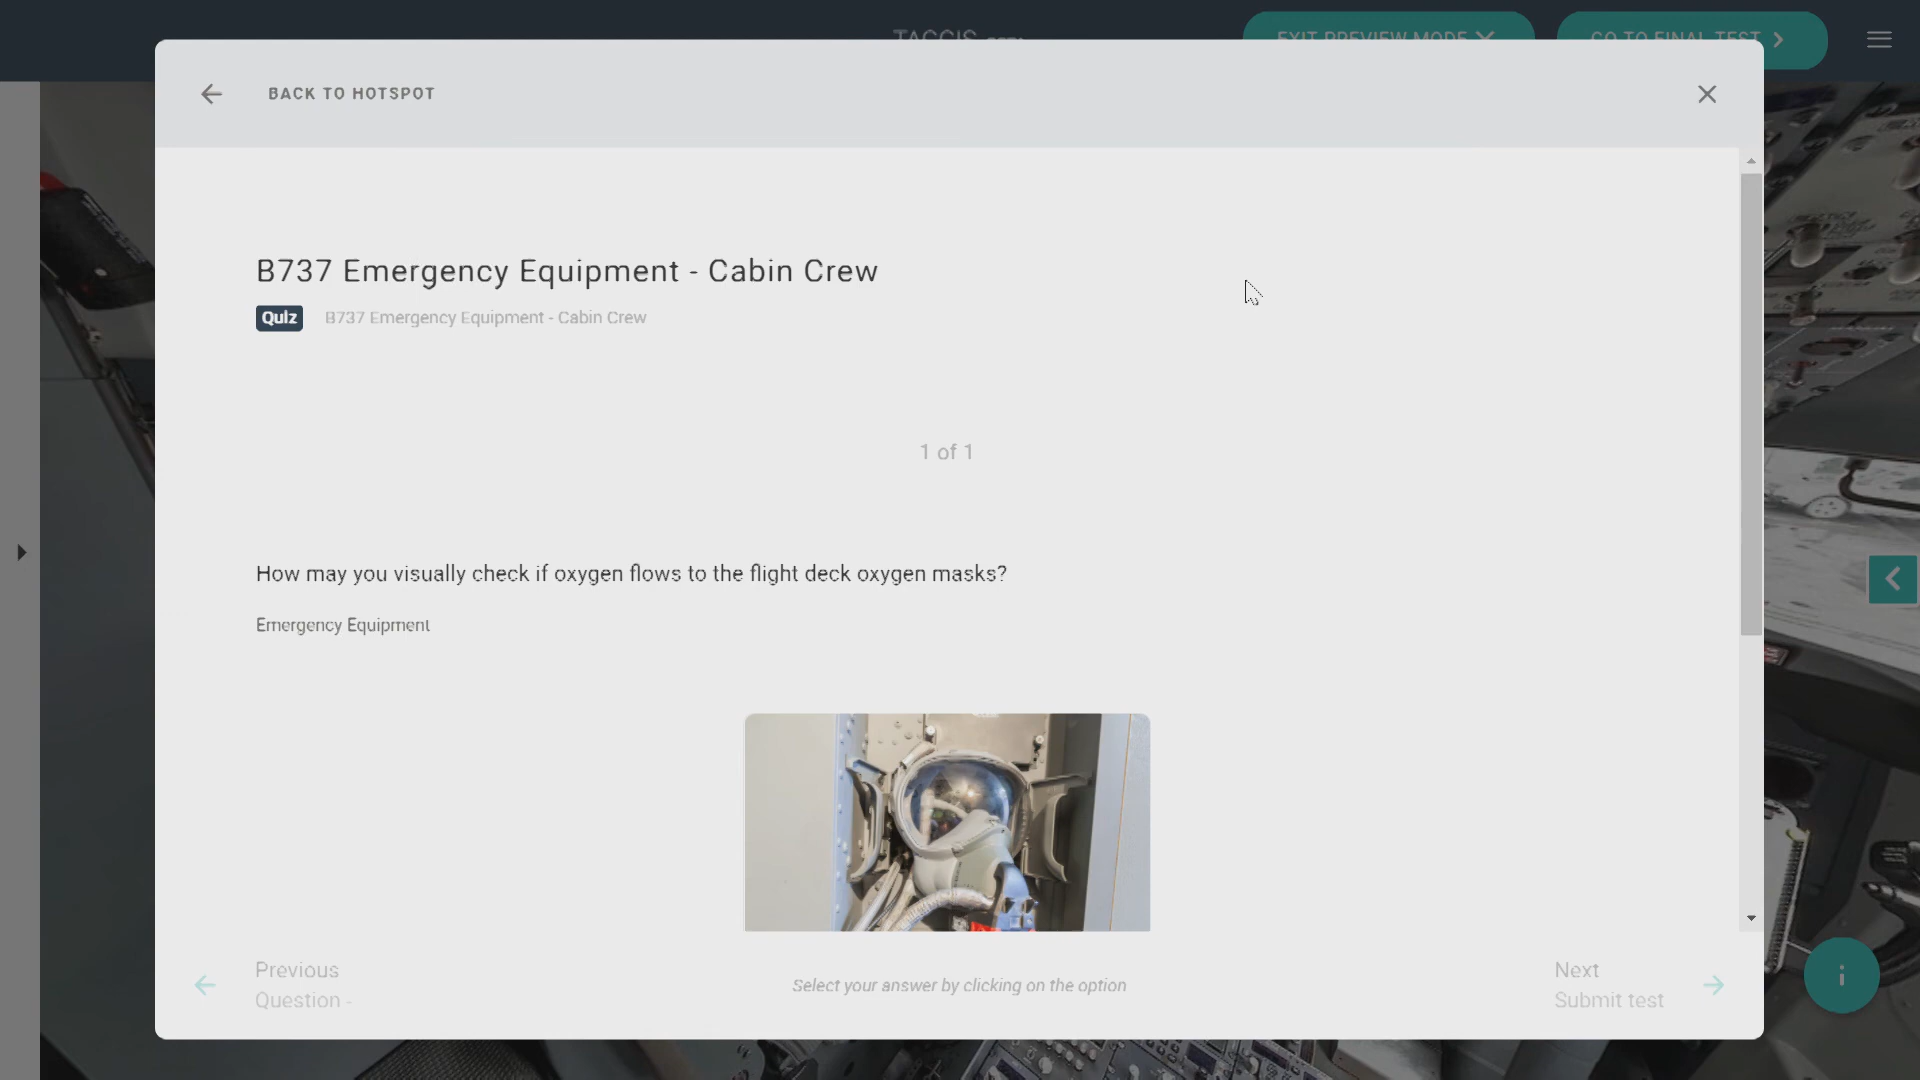 BACK TO HOTSPOT
B737 Emergency Equipment - Cabin Crew
Quiz B737 Emergency Equipment - Cabin Crew
1 of 1
How may you visually check if oxygen flows to the flight deck oxygen masks?
Emergency Equipment
Previous
Question -
Select your answer by clicking on the option
Next
Submit test
i